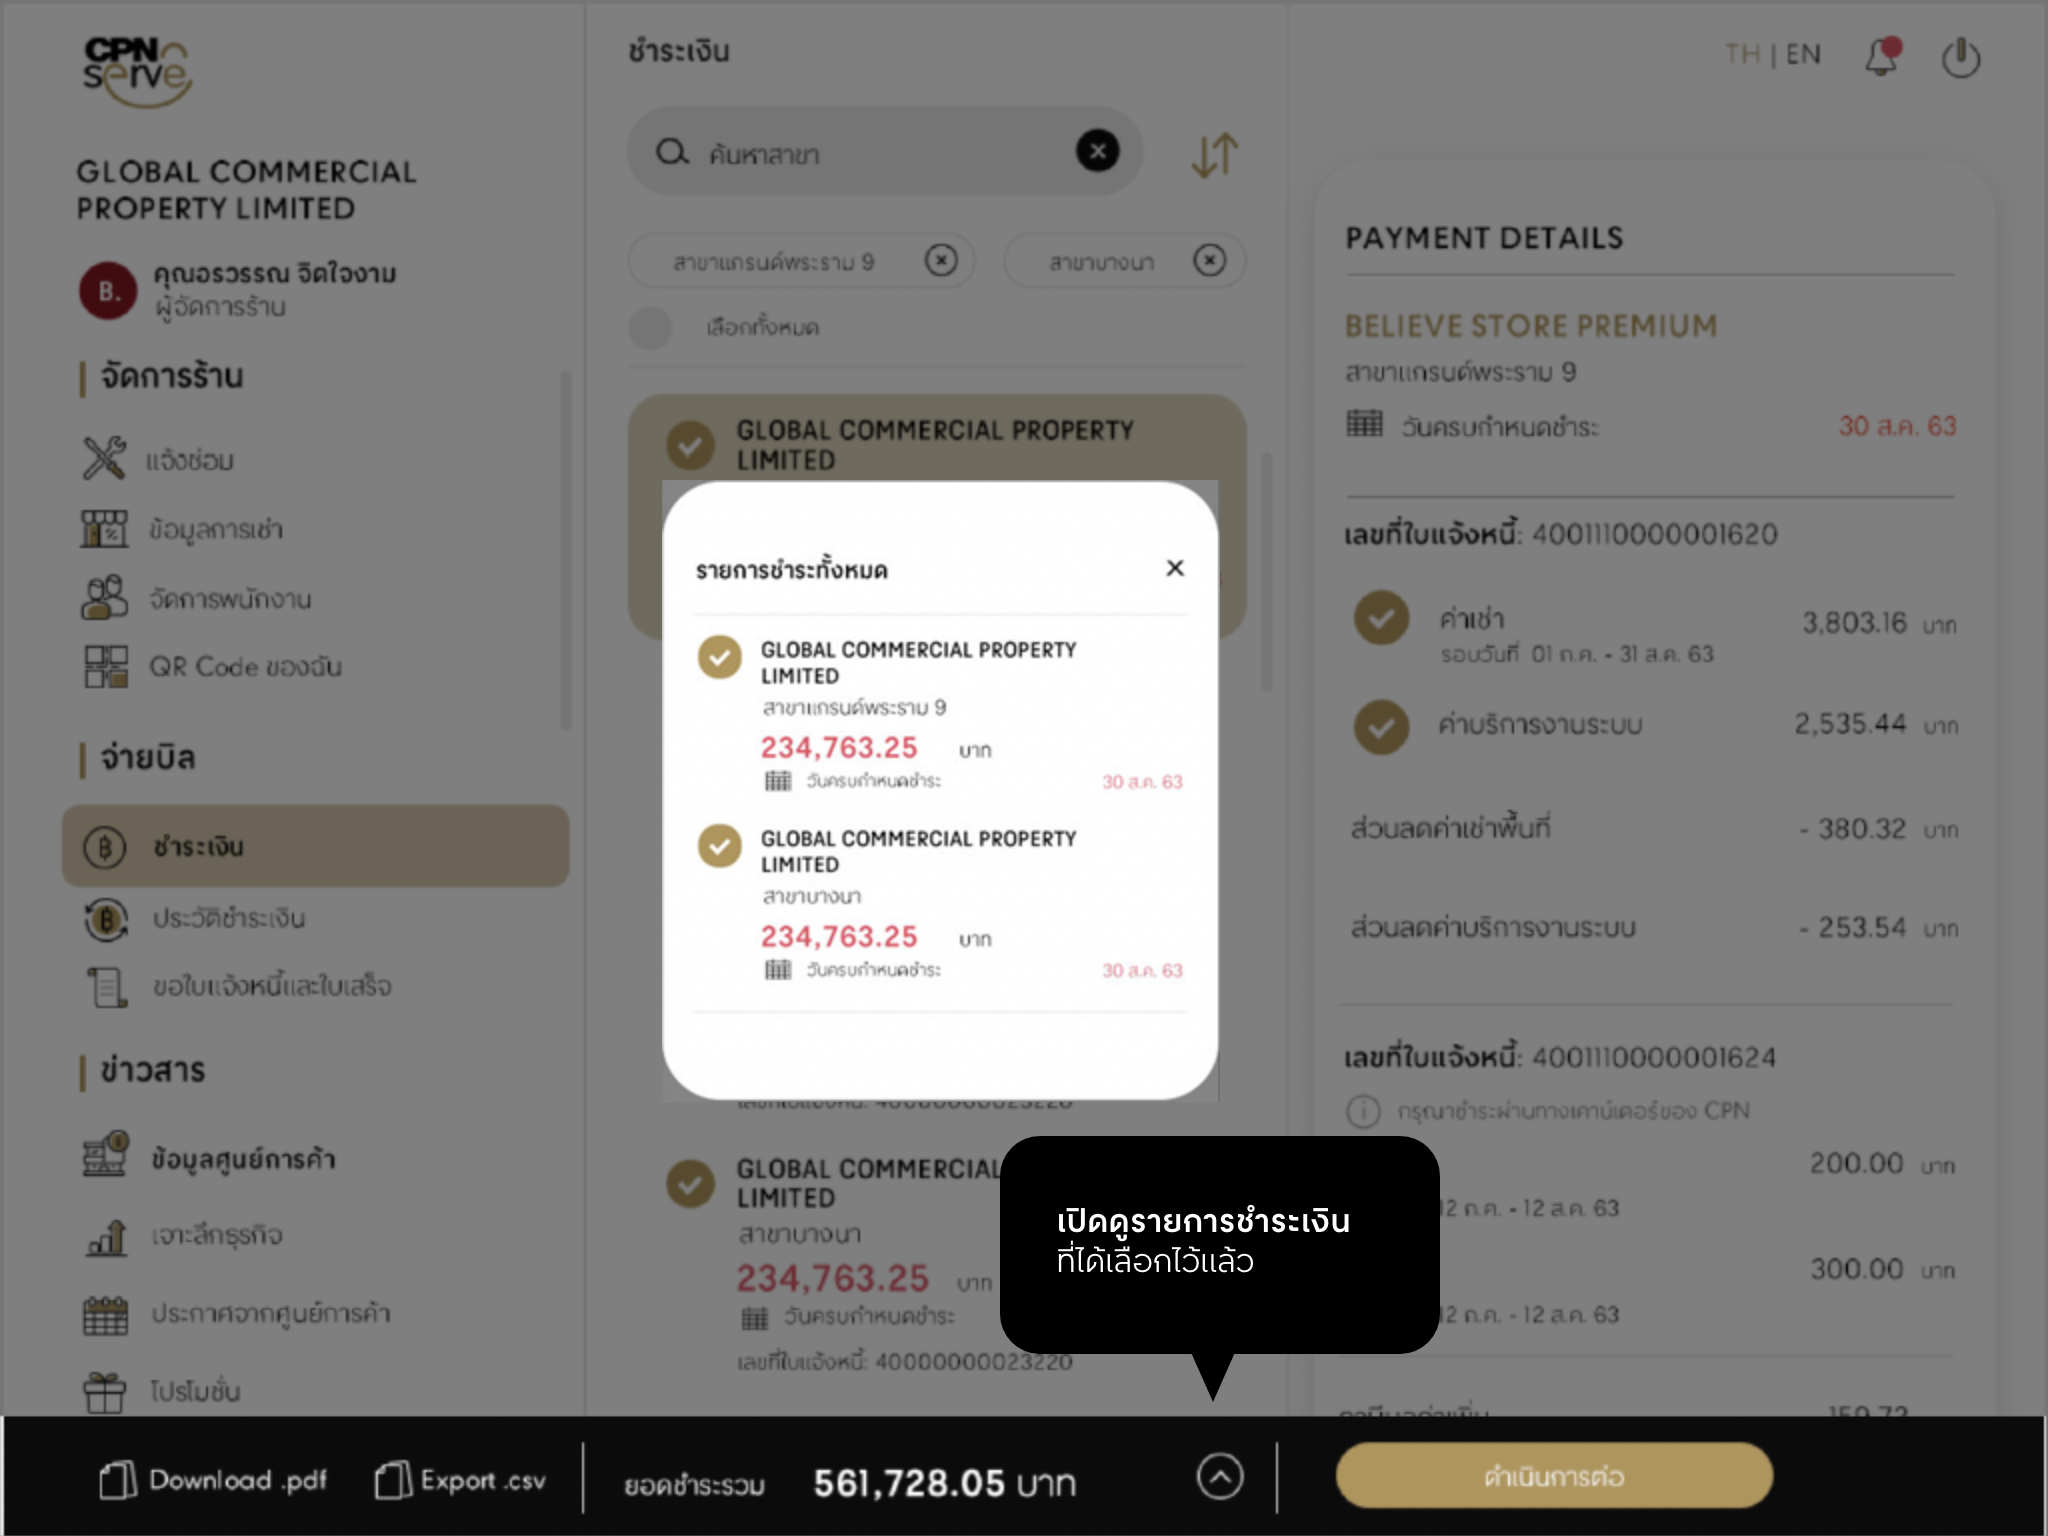 CPN
serve
GLOBAL COMMERCIAL
PROPERTY LIMITED
B.
คุณอรวรรณ จิตใจงาม
ผู้จัดการร้าน
จัดการร้าน
แจ้งซ่อม
ข้อมูลการเช่า
จัดการพนักงาน
QR Code ของฉัน
จ่ายบิล
ชำระเงิน
ประวัติชำระเงิน
ขอใบแจ้งหนี้และใบเสร็จ
ข่าวสาร
ข้อมูลศูนย์การค้า
เจาะลึกธุรกิจ
ประกาศจากศูนย์การค้า
โปรโมชั่น
ชำระเงิน
ค้นหาสาขา
สาขาแกรนด์พระราม 9
สาขาบางนา
เลือกทั้งหมด
GLOBAL COMMERCIAL PROPERTY
LIMITED
รายการชำระทั้งหมด
GLOBAL COMMERCIAL PROPERTY
LIMITED
สาขาแกรนด์พระราม 9
234,763.25 บาท
วันครบกำหนดชำระ 30 ส.ค. 63
GLOBAL COMMERCIAL PROPERTY
LIMITED
สาขาบางนา
234,763.25 บาท
วันครบกำหนดชำระ 30 ส.ค. 63
GLOBAL COMMERCIAL
LIMITED
สาขาบางนา
234,763.25 บาท
วันครบกำหนดชำระ
เลขที่ใบแจ้งหนี้: 40000000023220
เปิดดูรายการชำระเงิน
ที่ได้เลือกไว้แล้ว
TH | EN
PAYMENT DETAILS
BELIEVE STORE PREMIUM
สาขาแกรนด์พระราม 9
วันครบกำหนดชำระ 30 ส.ค. 63
เลขที่ใบแจ้งหนี้: 4001110000001620
ค่าเช่า 3,803.16 บาท
รอบวันที่ 01 ก.ค. - 31 ส.ค. 63
ค่าบริการงานระบบ 2,535.44 บาท
ส่วนลดค่าเช่าพื้นที่ - 380.32 บาท
ส่วนลดค่าบริการงานระบบ - 253.54 บาท
เลขที่ใบแจ้งหนี้: 4001110000001624
กรุณาชำระผ่านทางเคาน์เตอร์ของ CPN
200.00 บาท
12 ก.ค. - 12 ส.ค. 63
300.00 บาท
12 ก.ค. - 12 ส.ค. 63
Download .pdf
Export .csv
ยอดชำระรวม 561,728.05 บาท
ดำเนินการต่อ